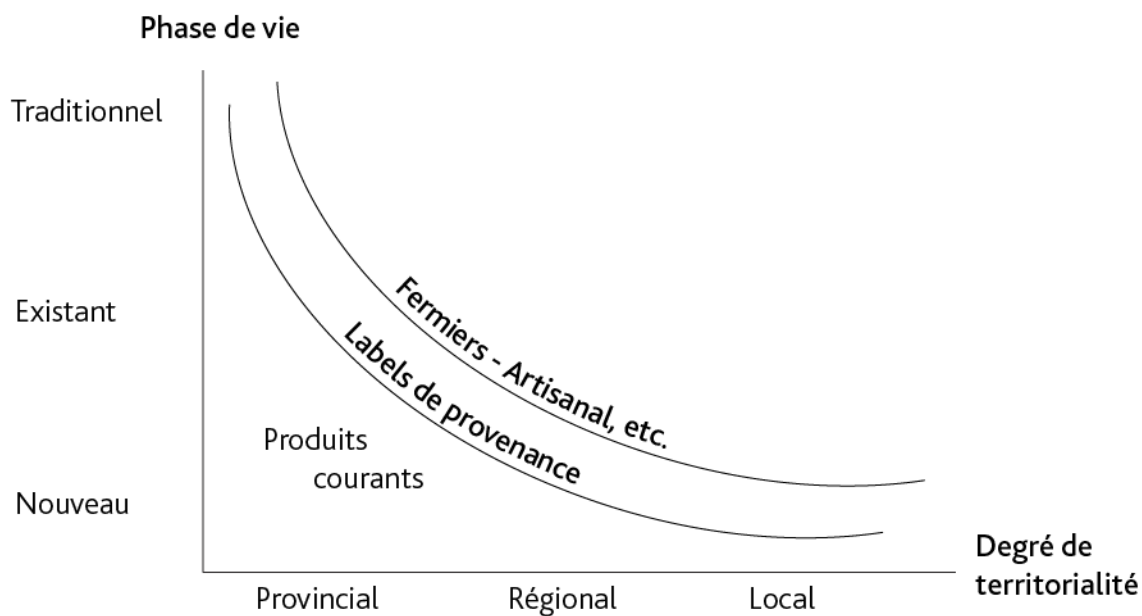 Phase de vie
Traditionnel
Existant
Nouveau
Fermiers - Artisanal, etc.
Labels de provenance
Produits
courants
Provincial
Régional
Local
Degré de
territorialité